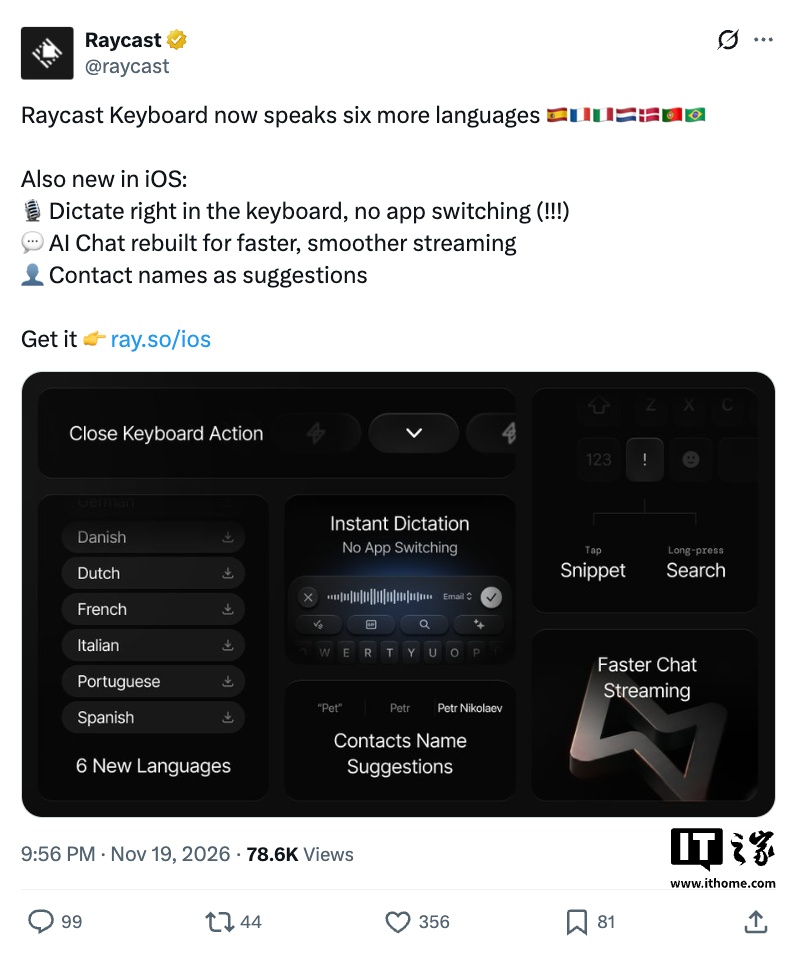 Raycast
@raycast
Raycast Keyboard now speaks six more languages 🇪🇸🇫🇷🇮🇹🇳🇱🇩🇰🇵🇹🇧🇷
Also new in iOS:
🎙️ Dictate right in the keyboard, no app switching (!!!)
💬 AI Chat rebuilt for faster, smoother streaming
👤 Contact names as suggestions
Get it 👉 ray.so/ios
Close Keyboard Action
German
Danish
Dutch
French
Italian
Portuguese
Spanish
6 New Languages
Instant Dictation
No App Switching
Email
W E R T Y U O P
"Pet" Petr Petr Nikolaev
Contacts Name
Suggestions
Z X C
123 !
Tap Long-press
Snippet Search
Faster Chat
Streaming
9:56 PM · Nov 19, 2026 · 78.6K Views
IT之家
www.ithome.com
99 44 356 81